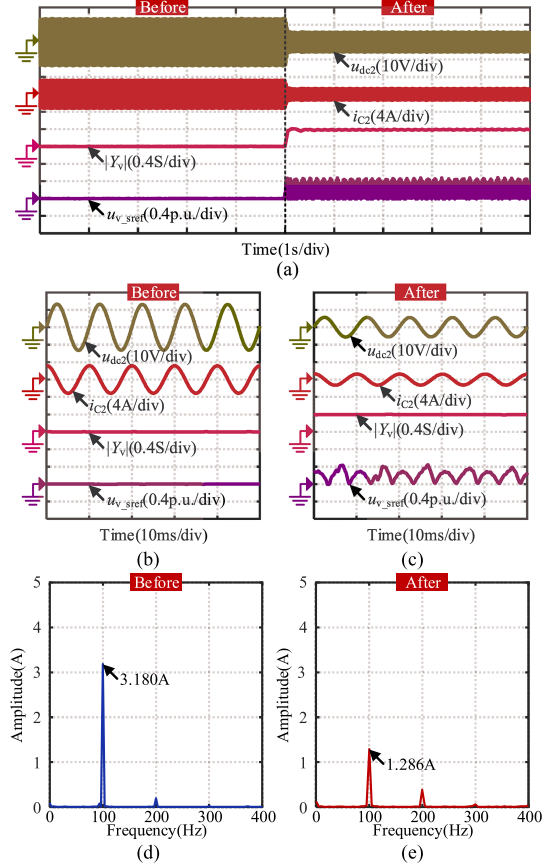 Before
After
u_dc2(10V/div)
i_C2(4A/div)
|Y_v|(0.4S/div)
u_v_sref(0.4p.u./div)
Time(1s/div)
(a)
Before
After
u_dc2(10V/div)
u_dc2(10V/div)
i_C2(4A/div)
i_C2(4A/div)
|Y_v|(0.4S/div)
|Y_v|(0.4S/div)
u_v_sref(0.4p.u./div)
u_v_sref(0.4p.u./div)
Time(10ms/div)
Time(10ms/div)
(b)
(c)
Before
5
4
3
2
1
0
Amplitude(A)
3.180A
0
100
200
300
400
Frequency(Hz)
(d)
After
5
4
3
2
1
0
Amplitude(A)
1.286A
0
100
200
300
400
Frequency(Hz)
(e)